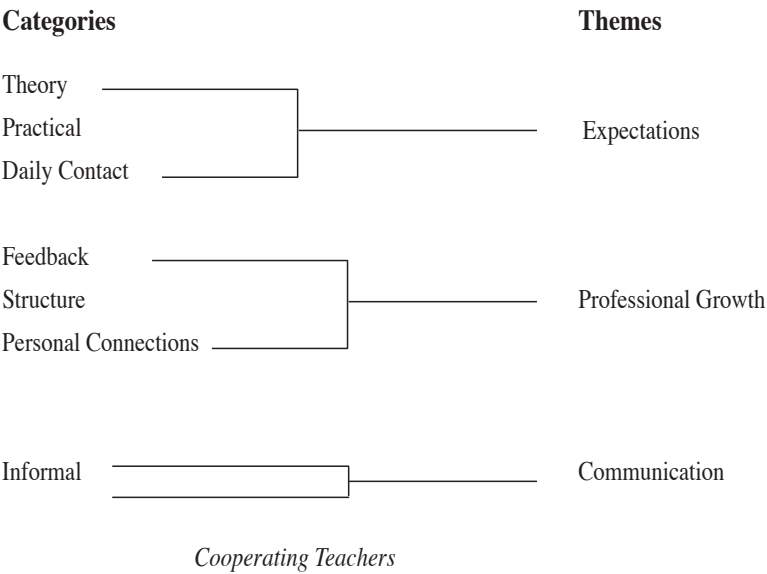 Categories Themes
Theory
Practical Expectations
Daily Contact
Feedback
Structure Professional Growth
Personal Connections
Informal Communication
Cooperating Teachers